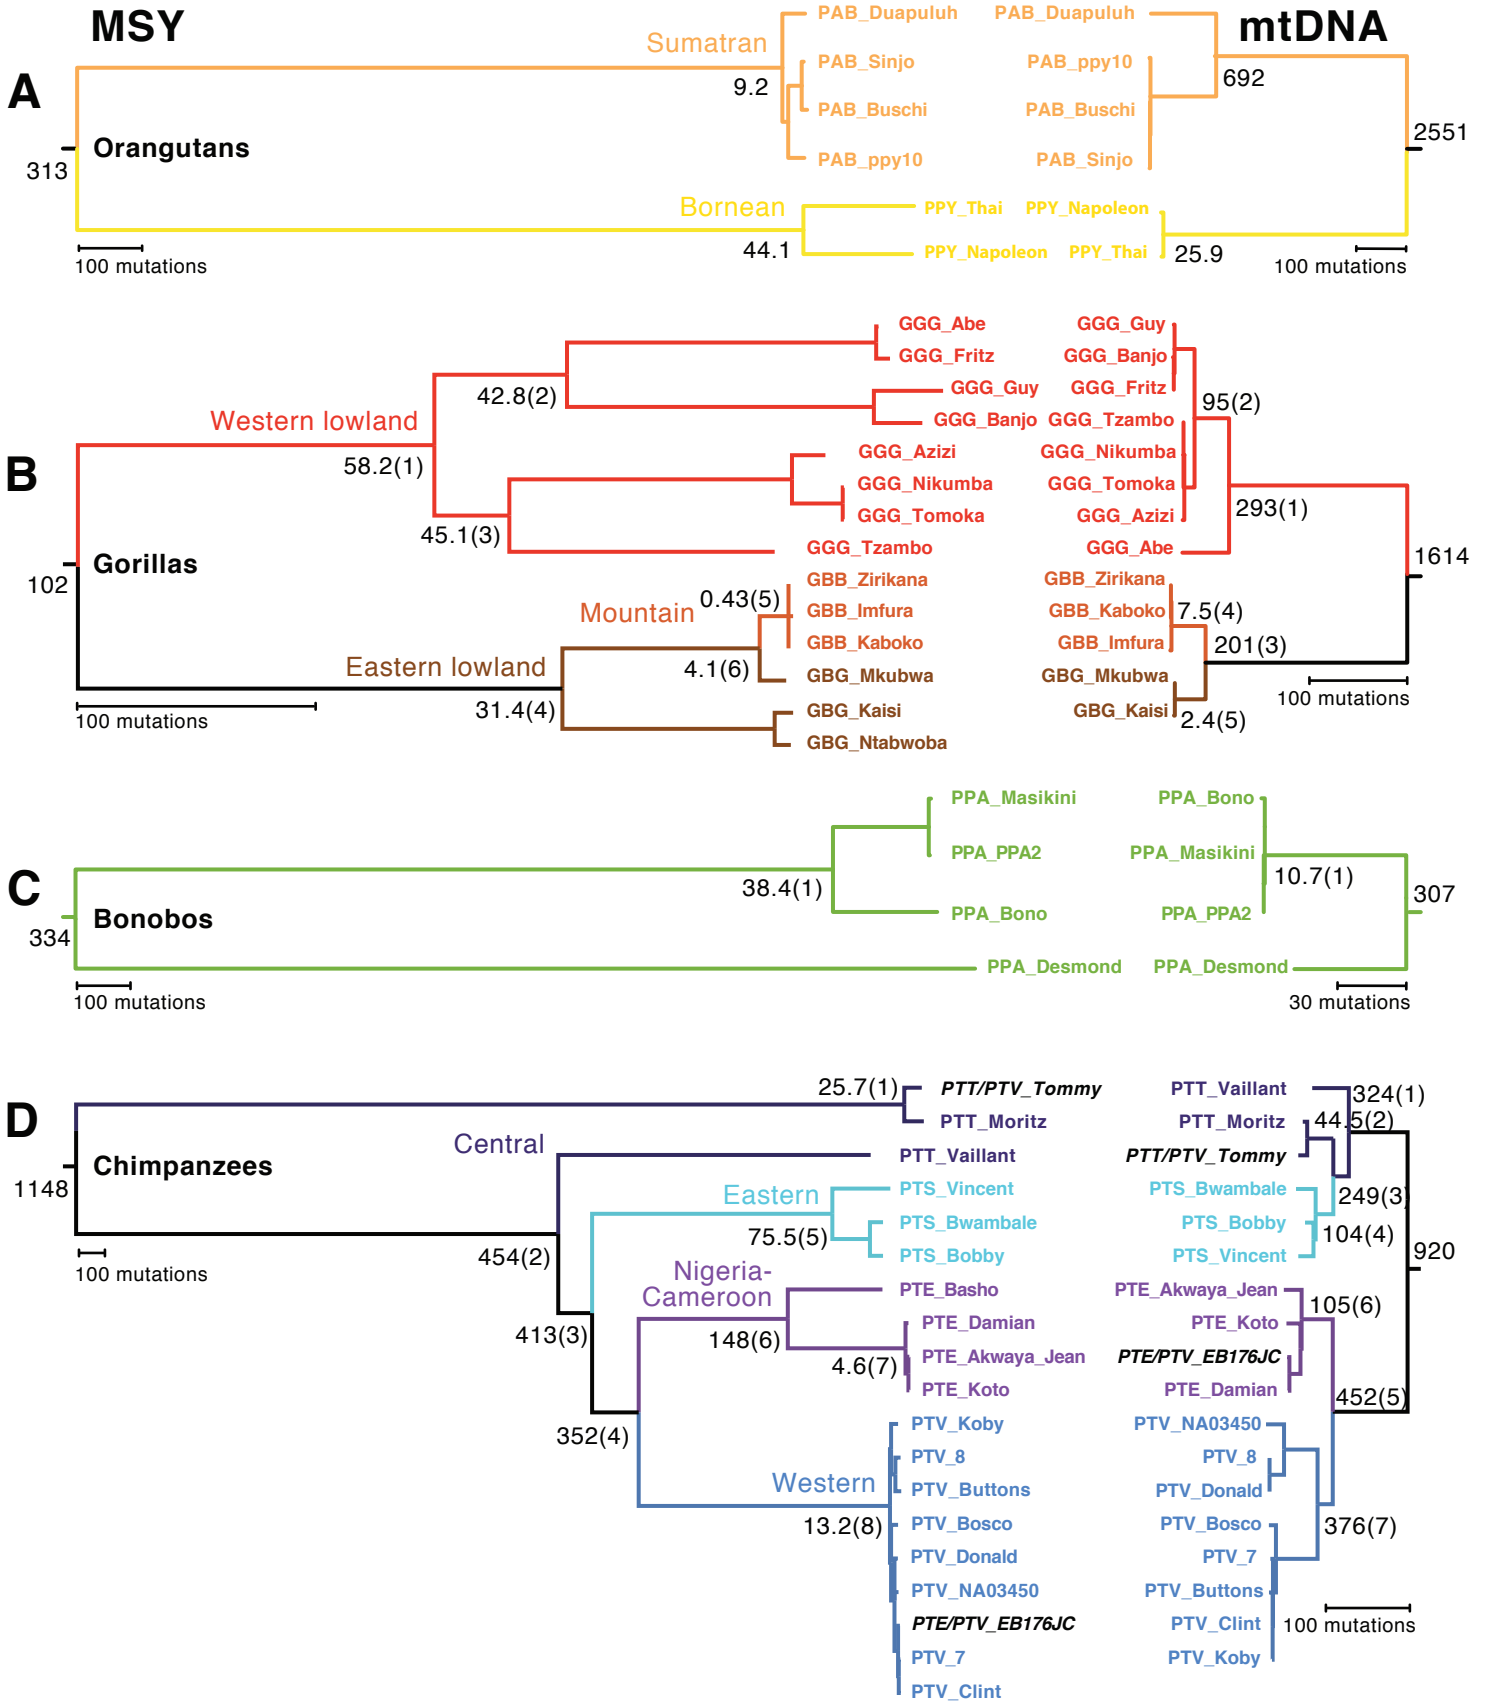 MSY
mtDNA
A
Orangutans
313
Sumatran
9.2
PAB_Duapuluh
PAB_Sinjo
PAB_Buschi
PAB_ppy10
Bornean
44.1
PPY_Thai
PPY_Napoleon
100 mutations
PAB_Duapuluh
PAB_ppy10
PAB_Buschi
PAB_Sinjo
692
2551
PPY_Napoleon
PPY_Thai
25.9
100 mutations
B
Gorillas
102
Western lowland
58.2(1)
42.8(2)
45.1(3)
GGG_Abe
GGG_Fritz
GGG_Guy
GGG_Banjo
GGG_Azizi
GGG_Nikumba
GGG_Tomoka
GGG_Tzambo
Mountain
0.43(5)
GBB_Zirikana
GBB_Imfura
GBB_Kaboko
Eastern lowland
4.1(6)
31.4(4)
GBG_Mkubwa
GBG_Kaisi
GBG_Ntabwoba
100 mutations
GGG_Guy
GGG_Banjo
GGG_Fritz
GGG_Tzambo
GGG_Nikumba
GGG_Tomoka
GGG_Azizi
GGG_Abe
95(2)
293(1)
1614
GBB_Zirikana
GBB_Kaboko
GBB_Imfura
GBG_Mkubwa
GBG_Kaisi
7.5(4)
201(3)
2.4(5)
100 mutations
C
Bonobos
334
38.4(1)
PPA_Masikini
PPA_PPA2
PPA_Bono
PPA_Desmond
100 mutations
PPA_Bono
PPA_Masikini
PPA_PPA2
PPA_Desmond
10.7(1)
307
30 mutations
D
Chimpanzees
1148
25.7(1)
PTT/PTV_Tommy
PTT_Moritz
Central
454(2)
PTT_Vaillant
Eastern
75.5(5)
PTS_Vincent
PTS_Bwambale
PTS_Bobby
413(3)
Nigeria-
Cameroon
148(6)
4.6(7)
PTE_Basho
PTE_Damian
PTE_Akwaya_Jean
PTE_Koto
352(4)
Western
13.2(8)
PTV_Koby
PTV_8
PTV_Buttons
PTV_Bosco
PTV_Donald
PTV_NA03450
PTE/PTV_EB176JC
PTV_7
PTV_Clint
100 mutations
PTT_Vaillant
PTT_Moritz
PTT/PTV_Tommy
324(1)
44.5(2)
PTS_Bwambale
PTS_Bobby
PTS_Vincent
249(3)
104(4)
920
PTE_Akwaya_Jean
PTE_Koto
PTE/PTV_EB176JC
PTE_Damian
105(6)
452(5)
PTV_NA03450
PTV_8
PTV_Donald
PTV_Bosco
PTV_7
PTV_Buttons
PTV_Clint
PTV_Koby
376(7)
100 mutations